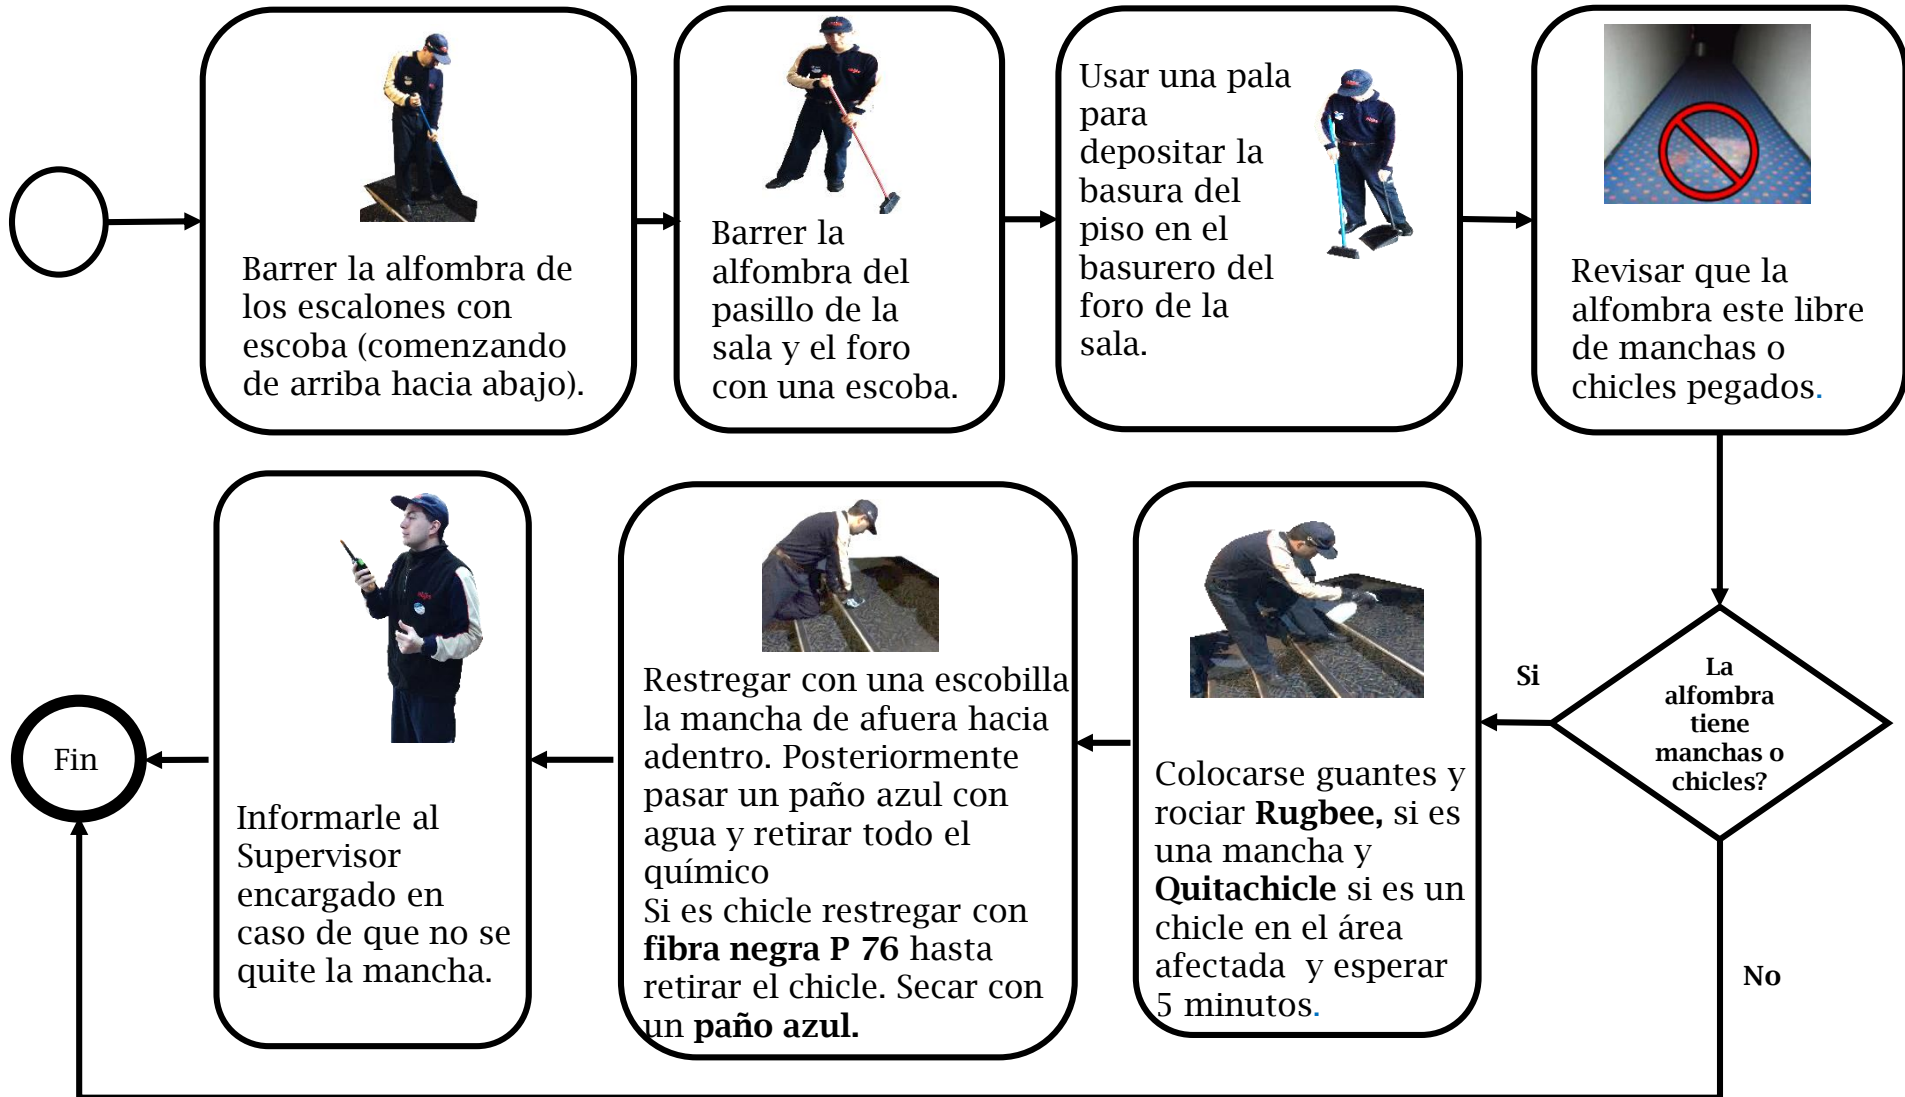 Barrer la alfombra de
los escalones con
escoba (comenzando
de arriba hacia abajo).
Barrer la
alfombra del
pasillo de la
sala y el foro
con una escoba.
Usar una pala
para
depositar la
basura del
piso en el
basurero del
foro de la
sala.
Revisar que la
alfombra este libre
de manchas o
chicles pegados.
La
alfombra
tiene
manchas o
chicles?
Si
No
Colocarse guantes y
rociar Rugbee, si es
una mancha y
Quitachicle si es un
chicle en el área
afectada y esperar
5 minutos.
Restregar con una escobilla
la mancha de afuera hacia
adentro. Posteriormente
pasar un paño azul con
agua y retirar todo el
químico
Si es chicle restregar con
fibra negra P 76 hasta
retirar el chicle. Secar con
un paño azul.
Informarle al
Supervisor
encargado en
caso de que no se
quite la mancha.
Fin